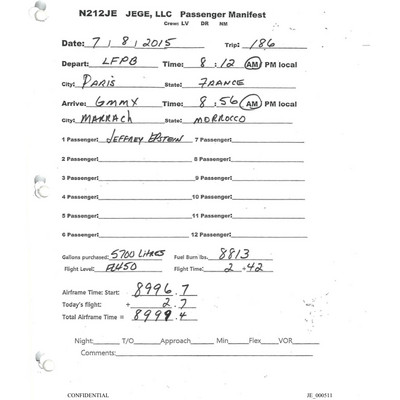 N212JE JEGE, LLC Passenger Manifest
Crew: LV DR NM
Date: 7 / 8 / 2015 Trip: 186
Depart: LFPB Time: 8 : 12 AM PM local
City: PARIS State: FRANCE
Arrive: GMMX Time: 8 : 56 AM PM local
City: MARRACH State: MORROCCO
1 Passenger: JEFFREY EPSTEIN 7 Passenger:
2 Passenger: 8 Passenger:
3 Passenger: 9 Passenger:
4 Passenger: 10 Passenger:
5 Passenger: 11 Passenger:
6 Passenger: 12 Passenger:
Gallons purchased: 5700 LITRES Fuel Burn lbs. 8813
Flight Level: FL450 Flight Time: 2 + 42
Airframe Time: Start: 8996.7
Today's flight: + 2.7
Total Airframe Time = 8999.4
Night: T/O Approach Min Flex VOR
Comments:
CONFIDENTIAL JE_000511